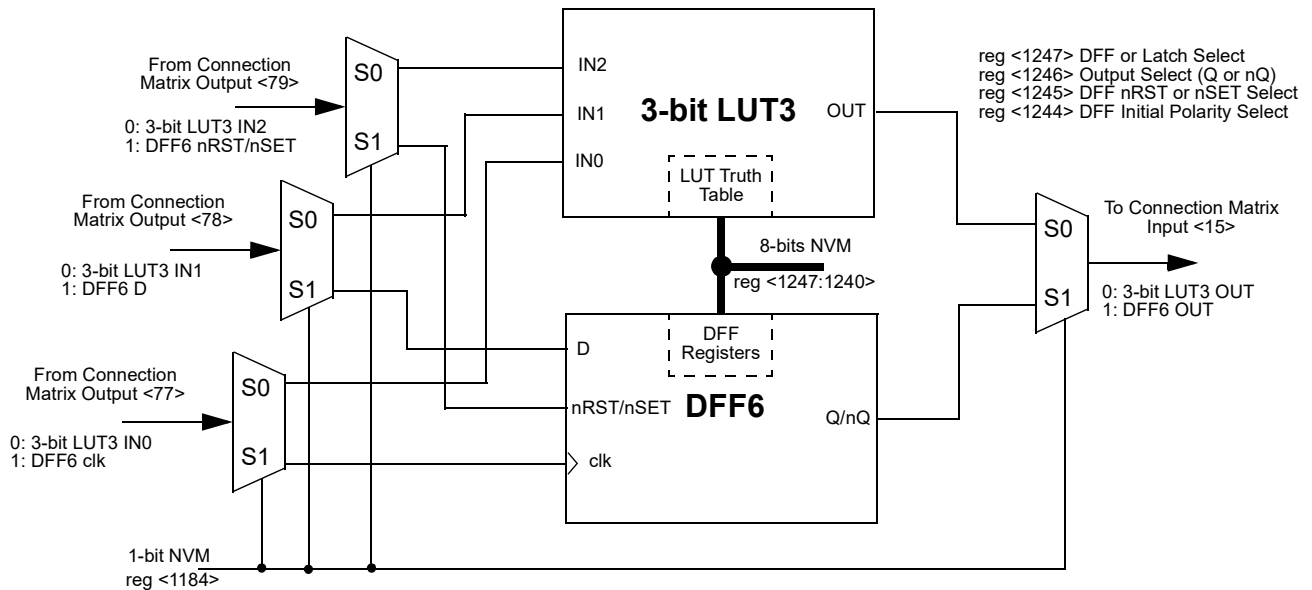 From Connection
Matrix Output <79>
0: 3-bit LUT3 IN2
1: DFF6 nRST/nSET
S0
S1
From Connection
Matrix Output <78>
0: 3-bit LUT3 IN1
1: DFF6 D
S0
S1
From Connection
Matrix Output <77>
0: 3-bit LUT3 IN0
1: DFF6 clk
S0
S1
1-bit NVM
reg <1184>
IN2
IN1
IN0
3-bit LUT3
OUT
LUT Truth
Table
8-bits NVM
reg <1247:1240>
DFF
Registers
D
nRST/nSET
clk
DFF6
Q/nQ
reg <1247> DFF or Latch Select
reg <1246> Output Select (Q or nQ)
reg <1245> DFF nRST or nSET Select
reg <1244> DFF Initial Polarity Select
S0
S1
To Connection Matrix
Input <15>
0: 3-bit LUT3 OUT
1: DFF6 OUT